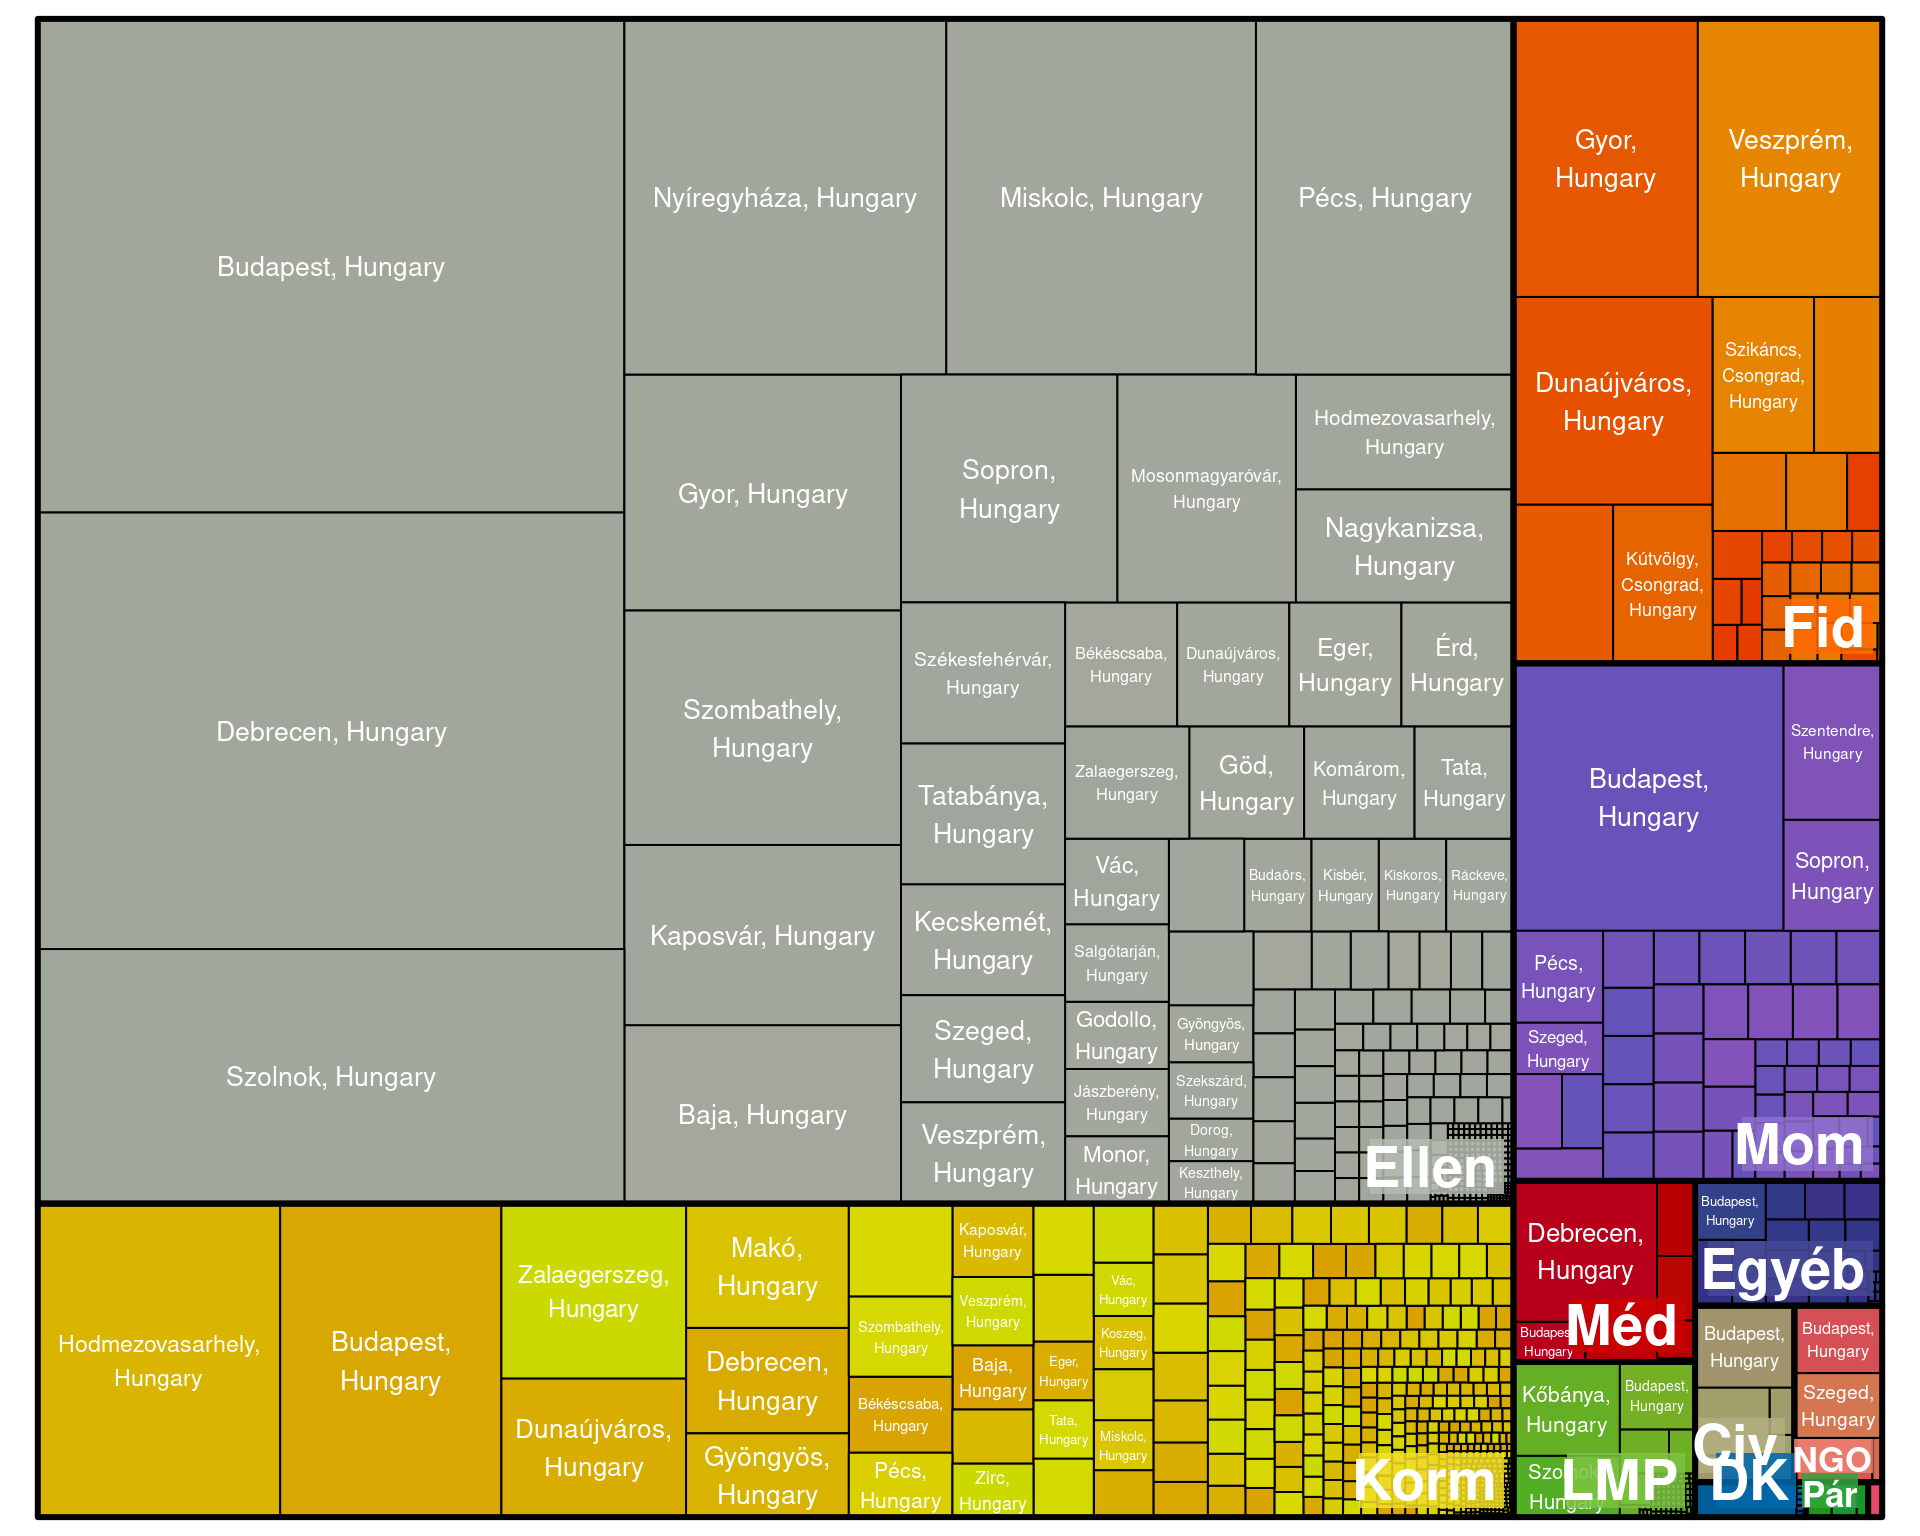 Budapest, Hungary
Debrecen, Hungary
Szolnok, Hungary
Nyíregyháza, Hungary
Miskolc, Hungary
Pécs, Hungary
Gyor, Hungary
Szombathely,
Hungary
Kaposvár, Hungary
Baja, Hungary
Sopron,
Hungary
Mosonmagyaróvár,
Hungary
Hodmezovasarhely,
Hungary
Nagykanizsa,
Hungary
Székesfehérvár,
Hungary
Tatabánya,
Hungary
Kecskemét,
Hungary
Szeged,
Hungary
Veszprém,
Hungary
Békéscsaba,
Hungary
Dunaújváros,
Hungary
Eger,
Hungary
Érd,
Hungary
Zalaegerszeg,
Hungary
Göd,
Hungary
Komárom,
Hungary
Tata,
Hungary
Vác,
Hungary
Salgótarján,
Hungary
Godollo,
Hungary
Jászberény,
Hungary
Monor,
Hungary
Budaörs,
Hungary
Kisbér,
Hungary
Kiskoros,
Hungary
Ráckeve,
Hungary
Gyöngyös,
Hungary
Szekszárd,
Hungary
Dorog,
Hungary
Keszthely,
Hungary
Ellen
Hodmezovasarhely,
Hungary
Budapest,
Hungary
Zalaegerszeg,
Hungary
Dunaújváros,
Hungary
Makó,
Hungary
Debrecen,
Hungary
Gyöngyös,
Hungary
Szombathely,
Hungary
Békéscsaba,
Hungary
Pécs,
Hungary
Kaposvár,
Hungary
Veszprém,
Hungary
Baja,
Hungary
Zirc,
Hungary
Eger,
Hungary
Tata,
Hungary
Vác,
Hungary
Koszeg,
Hungary
Miskolc,
Hungary
Korm
Gyor,
Hungary
Veszprém,
Hungary
Dunaújváros,
Hungary
Szikáncs,
Csongrad,
Hungary
Kútvölgy,
Csongrad,
Hungary
Fid
Budapest,
Hungary
Szentendre,
Hungary
Sopron,
Hungary
Pécs,
Hungary
Szeged,
Hungary
Mom
Debrecen,
Hungary
Budapest,
Hungary
Méd
Budapest,
Hungary
Egyéb
Kőbánya,
Hungary
Budapest,
Hungary
Szolnok,
Hungary
LMP
Budapest,
Hungary
Civ
Budapest,
Hungary
Szeged,
Hungary
NGO
DK
Pár